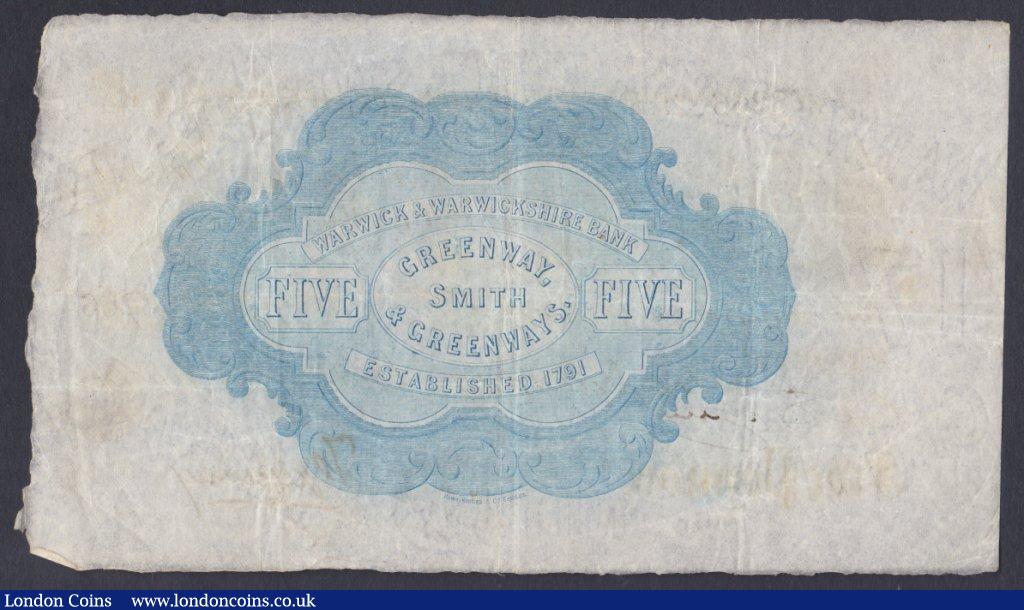 WARWICK & WARWICKSHIRE BANK
GREENWAY,
FIVE SMITH FIVE
& GREENWAYS.
ESTABLISHED 1791
London Coins www.londoncoins.co.uk